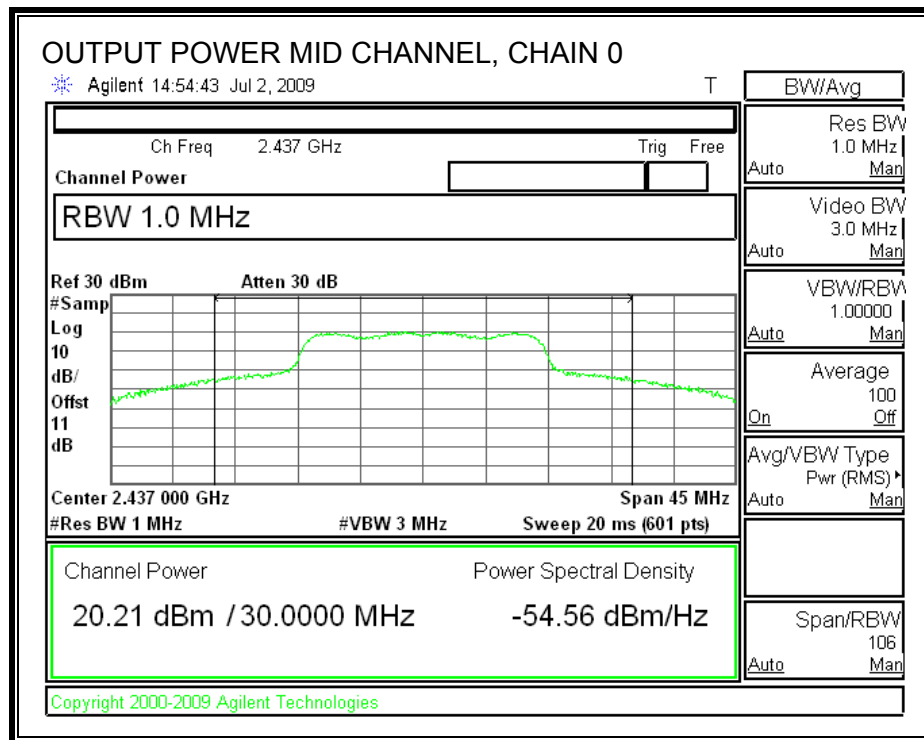 OUTPUT POWER MID CHANNEL, CHAIN 0
Agilent 14:54:43 Jul 2, 2009 T
Ch Freq 2.437 GHz Trig Free
Channel Power
RBW 1.0 MHz
Ref 30 dBm Atten 30 dB
#Samp
Log
10
dB/
Offst
11
dB
Center 2.437 000 GHz Span 45 MHz
#Res BW 1 MHz #VBW 3 MHz Sweep 20 ms (601 pts)
Channel Power Power Spectral Density
20.21 dBm / 30.0000 MHz -54.56 dBm/Hz
Copyright 2000-2009 Agilent Technologies
BW/Avg
Res BW
1.0 MHz
Auto Man
Video BW
3.0 MHz
Auto Man
VBW/RBW
1.00000
Auto Man
Average
100
On Off
Avg/VBW Type
Pwr (RMS)
Auto Man
Span/RBW
106
Auto Man